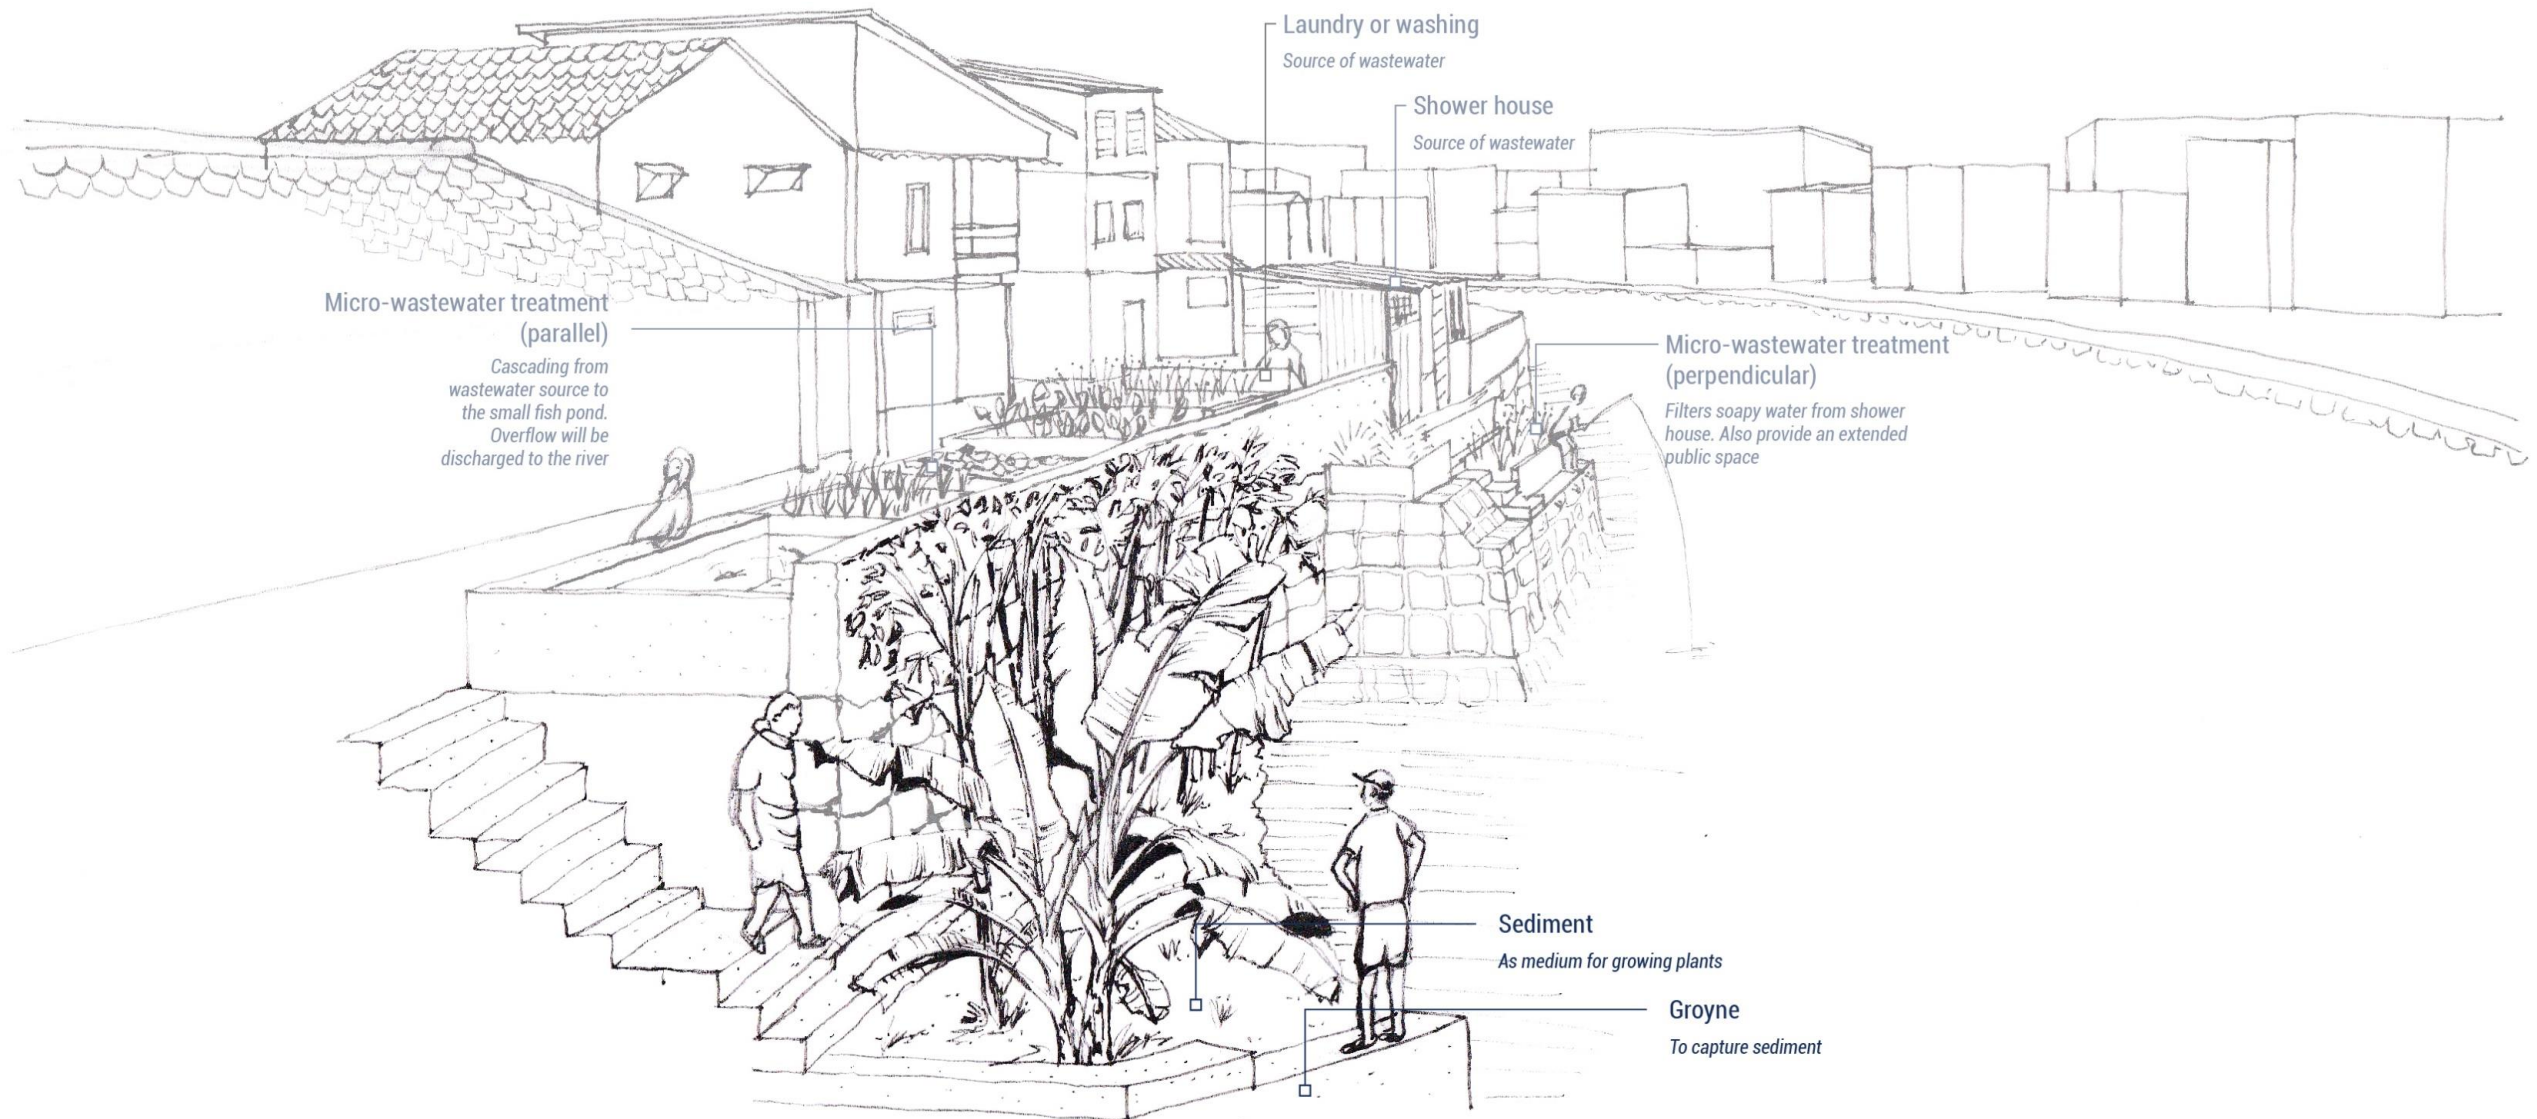 Laundry or washing
Source of wastewater
Shower house
Source of wastewater
Micro-wastewater treatment
(parallel)
Cascading from
wastewater source to
the small fish pond.
Overflow will be
discharged to the river
Micro-wastewater treatment
(perpendicular)
Filters soapy water from shower
house. Also provide an extended
public space
Sediment
As medium for growing plants
Groyne
To capture sediment